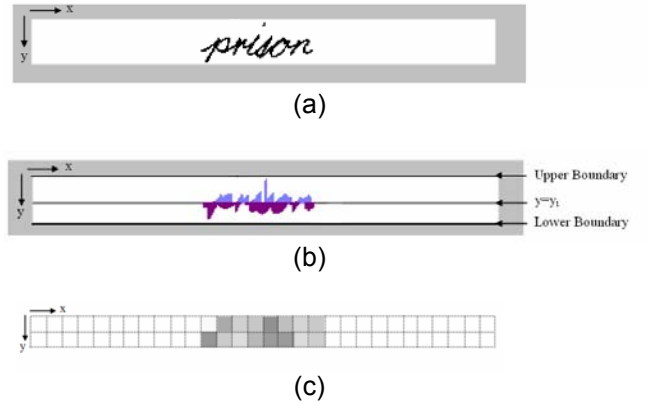 x
y
prison
(a)
x
y
Upper Boundary
y=y₁
Lower Boundary
(b)
x
y
(c)